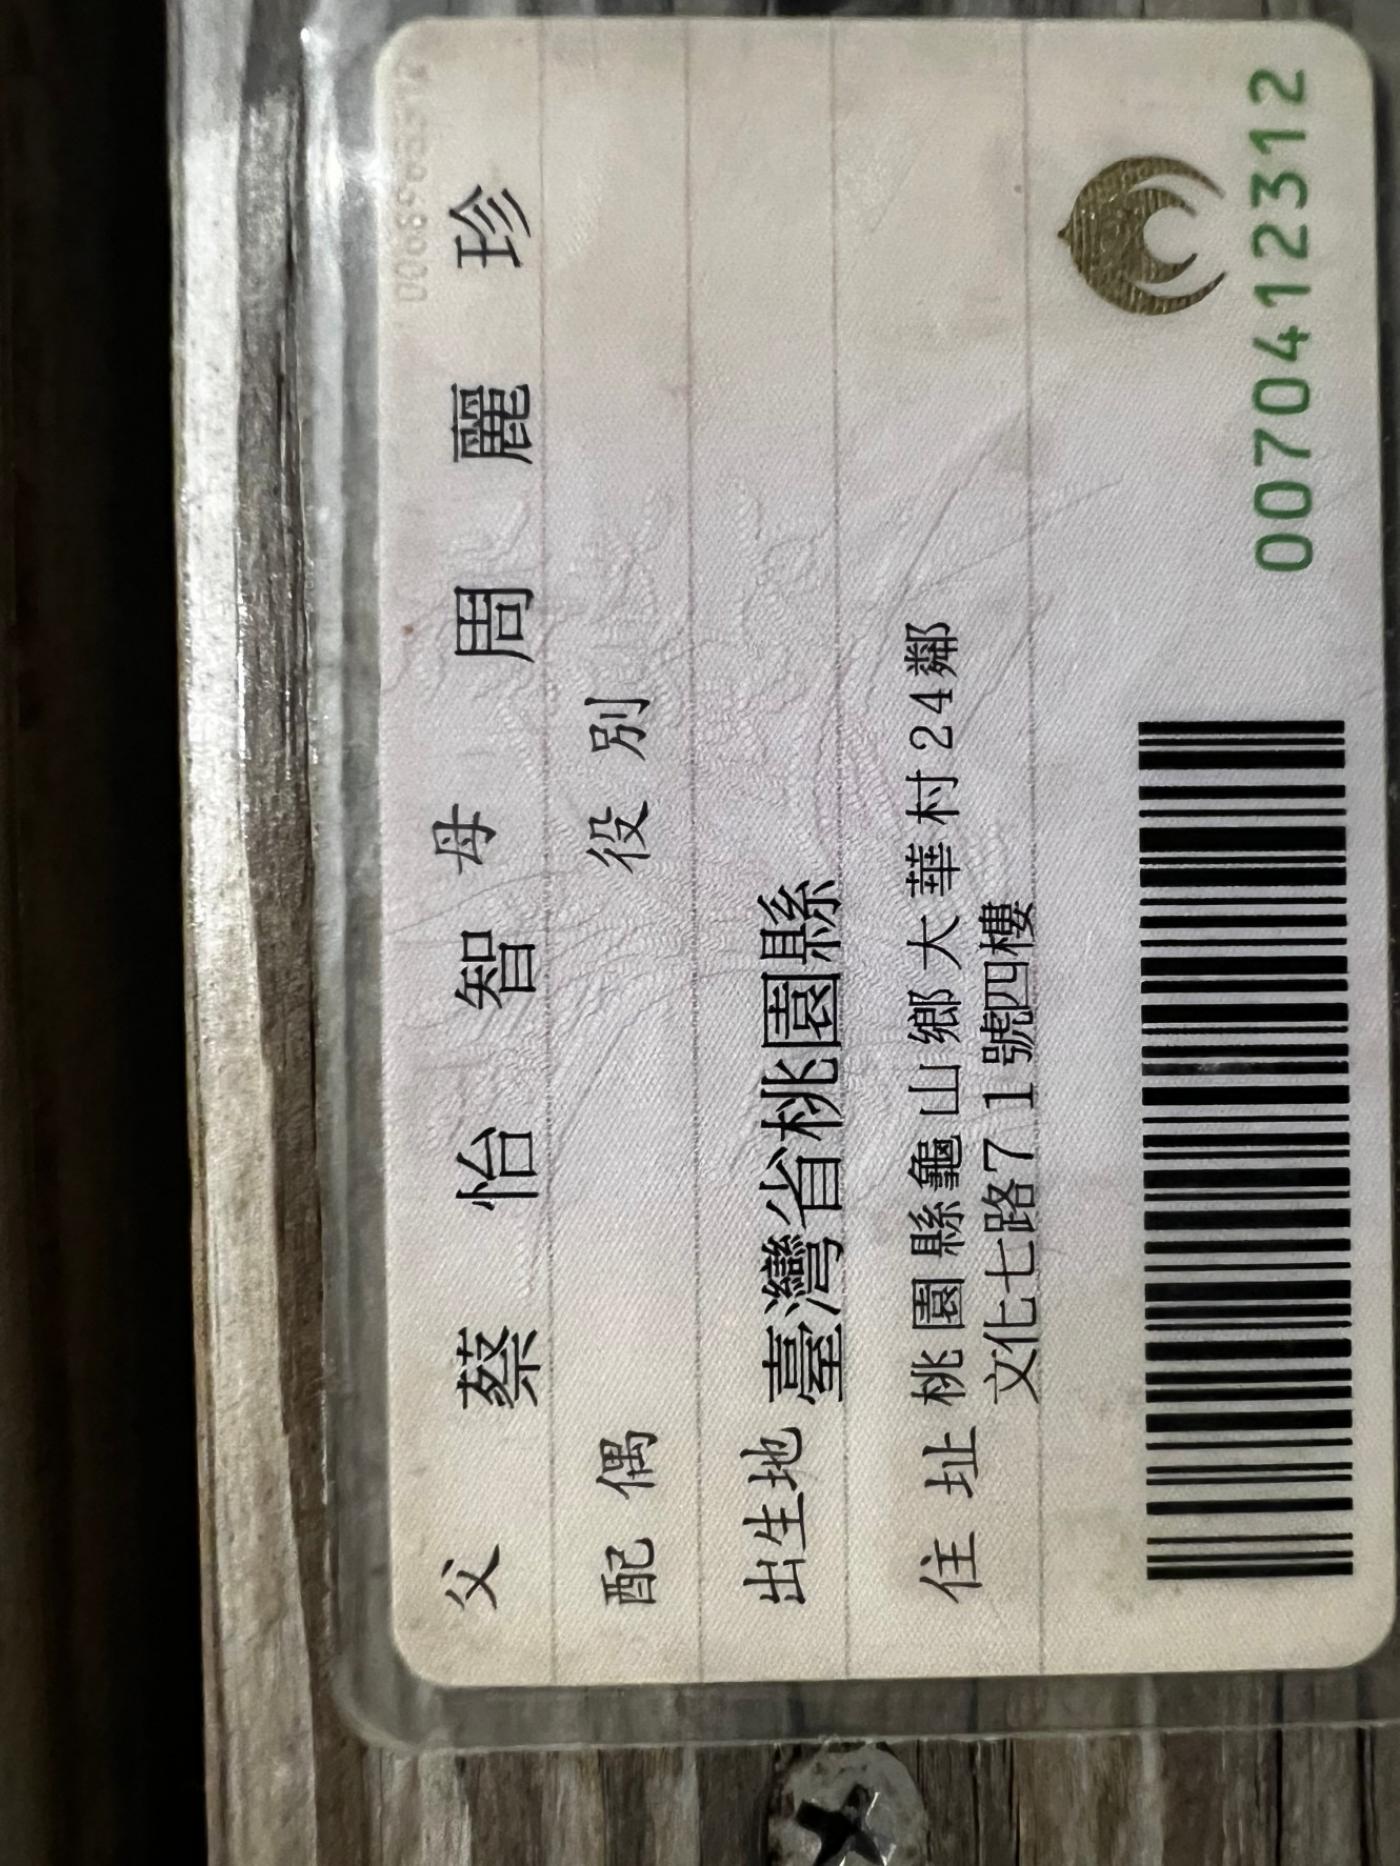 父 蔡怡智 母 周麗珍
配偶 役別
出生地 臺灣省桃園縣
住址 桃園縣龜山鄉大華村24鄰
文化七路71號四樓
0070412312